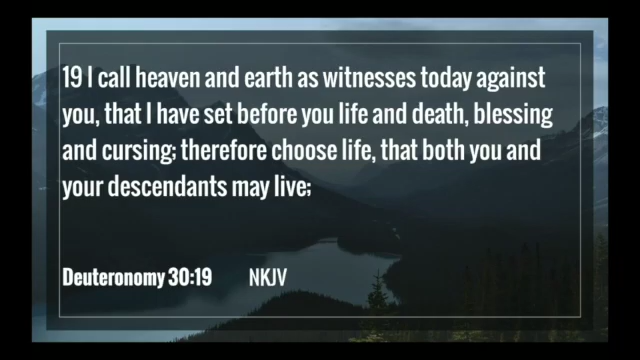 19 I call heaven and earth as witnesses today against
you, that I have set before you life and death, blessing
and cursing; therefore choose life, that both you and
your descendants may live;
Deuteronomy 30:19 NKJV